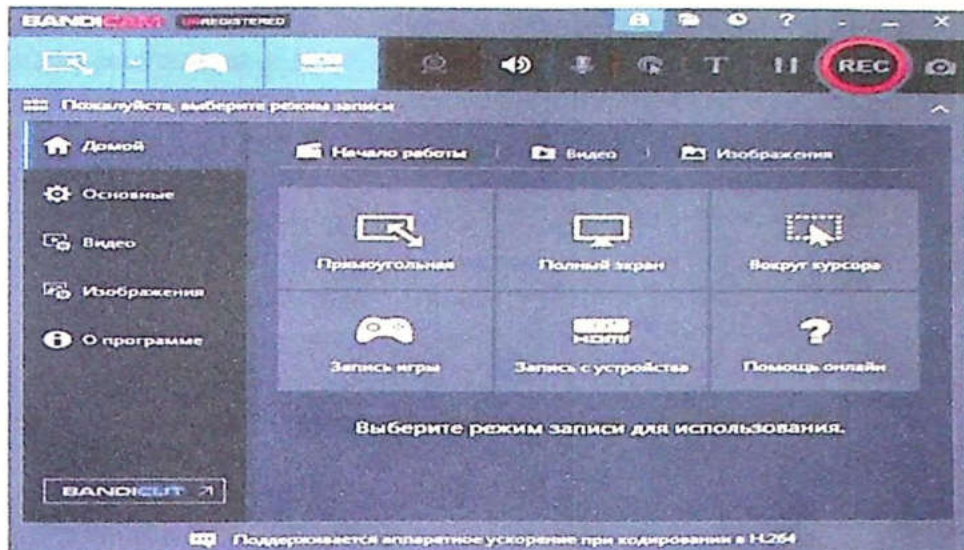 BANDICAM UNREGISTERED
T REC
Пожалуйста, выберите режим записи
Домой
Основные
Видео
Изображения
О программе
BANDICUT
Начало работы
Видео
Изображения
Прямоугольная
Полный экран
Вокруг курсора
Запись игры
HDMI
Запись с устройства
Помощь онлайн
Выберите режим записи для использования.
Поддерживается аппаратное ускорение при кодировании в H.264